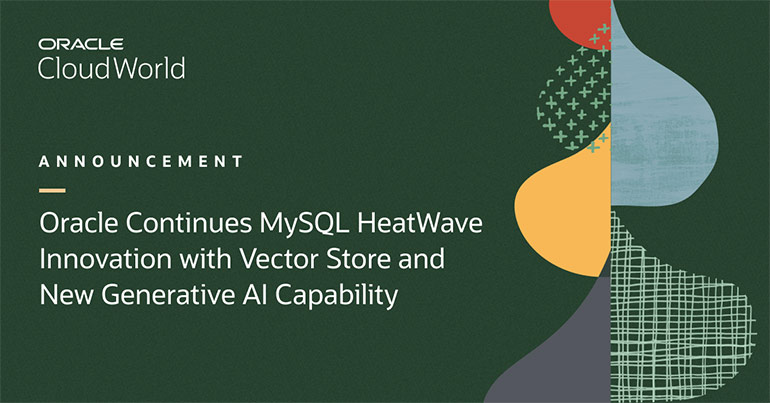 ORACLE
CloudWorld
ANNOUNCEMENT
Oracle Continues MySQL HeatWave
Innovation with Vector Store and
New Generative AI Capability